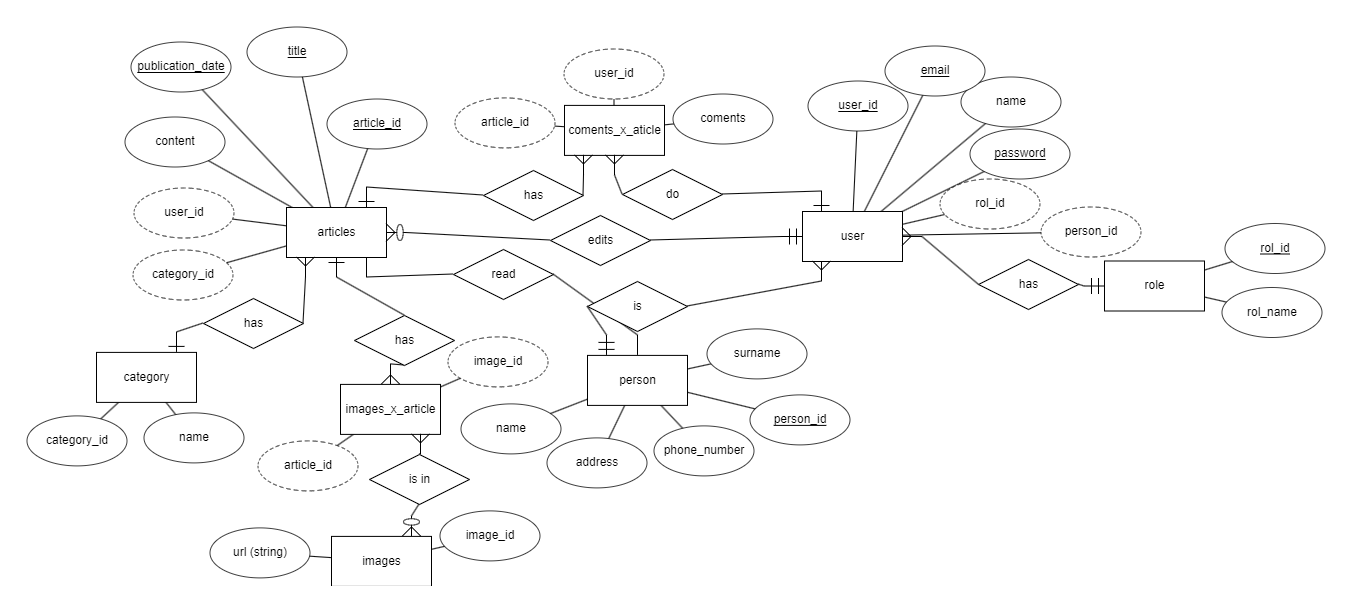 title
publication_date
user_id
email
name
user_id
article_id
article_id
coments
coments_x_aticle
content
password
has
do
rol_id
user_id
articles
edits
user
person_id
rol_id
category_id
read
has
role
is
rol_name
has
has
surname
image_id
category
person
images_x_article
person_id
name
category_id
name
phone_number
address
article_id
is in
image_id
url (string)
images